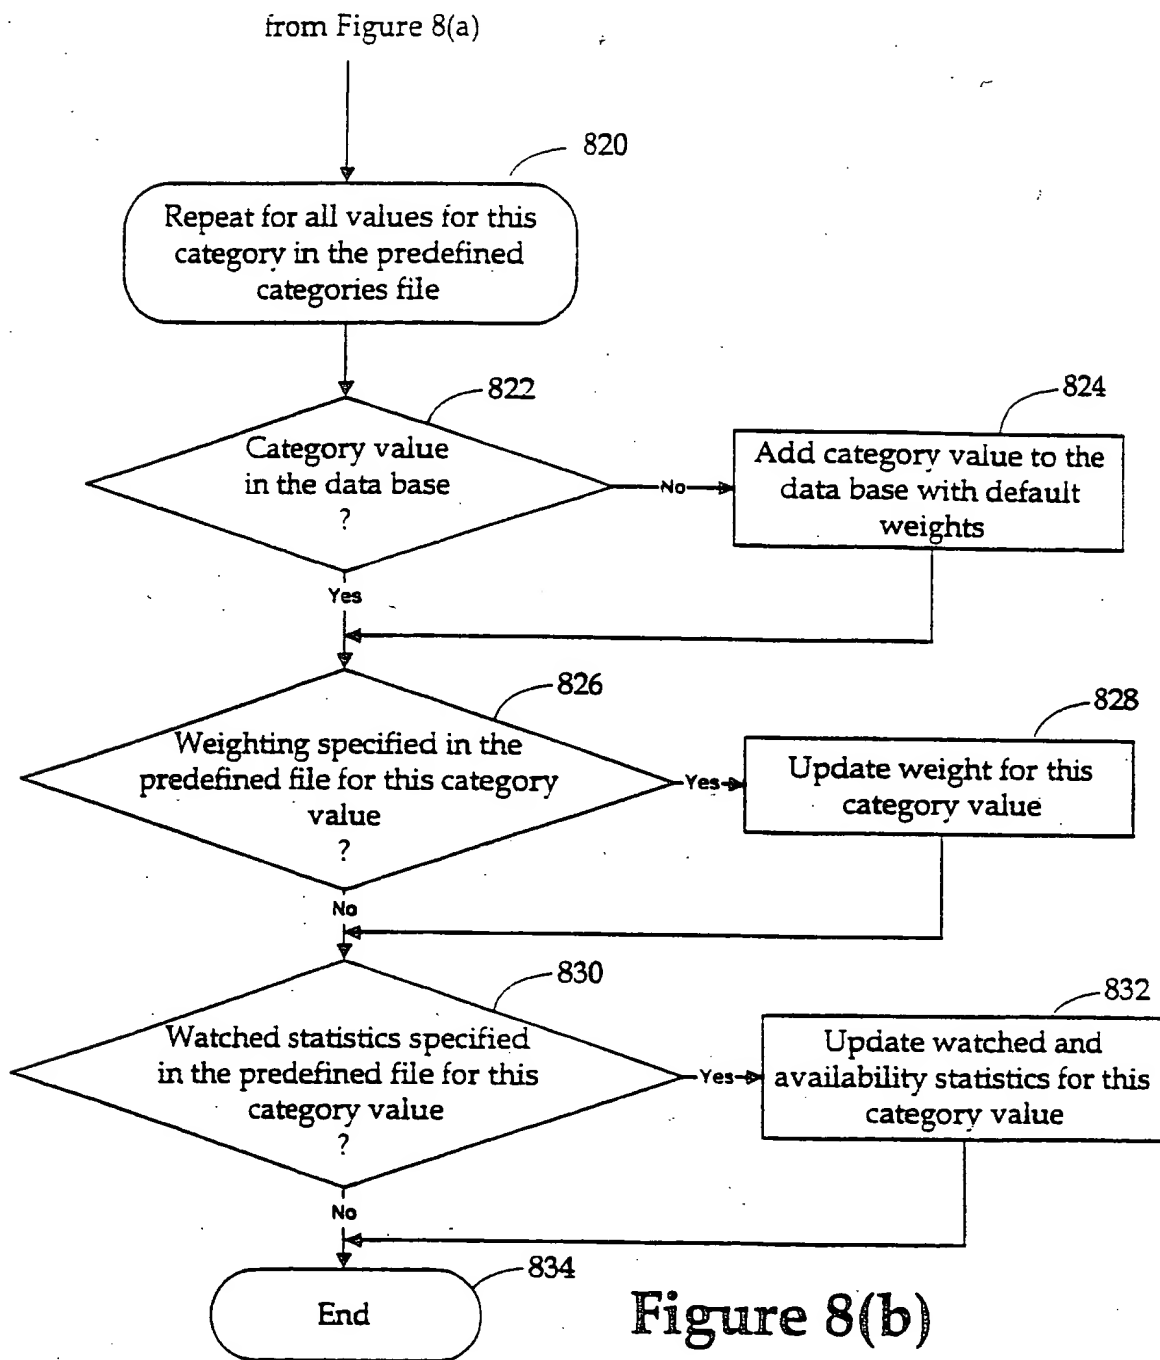 from Figure 8(a)
820
Repeat for all values for this
category in the predefined
categories file
822
Category value
in the data base
?
No
824
Add category value to the
data base with default
weights
Yes
826
Weighting specified in the
predefined file for this category
value
?
Yes
828
Update weight for this
category value
No
830
Watched statistics specified
in the predefined file for this
category value
?
Yes
832
Update watched and
availability statistics for this
category value
No
834
End
Figure 8(b)